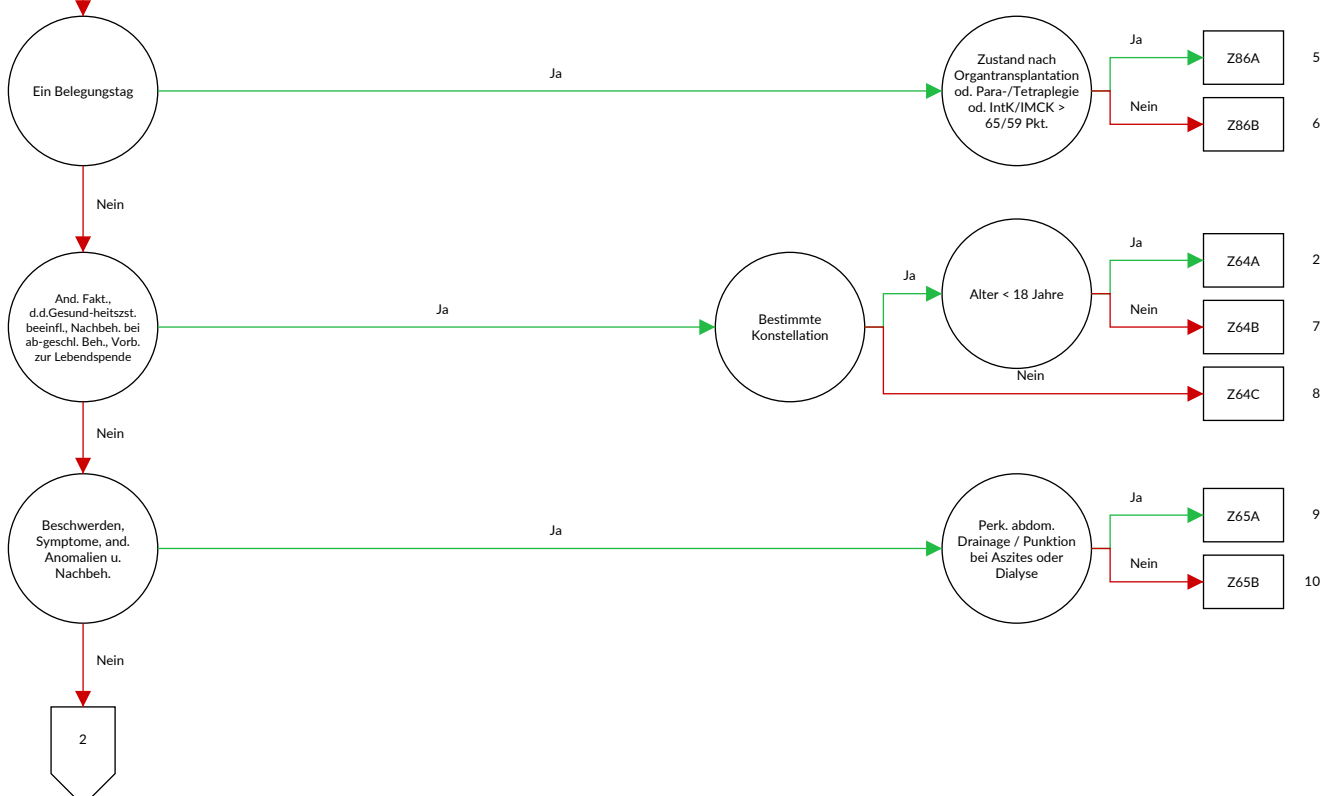 Ein Belegungstag
Ja
Zustand nach
Organtransplantation
od. Para-/Tetraplegie
od. IntK/IMCK >
65/59 Pkt.
Ja
Z86A
5
Nein
Z86B
6
Nein
And. Fakt.,
d.d.Gesund-heitszst.
beeinfl., Nachbeh. bei
ab-geschl. Beh., Vorb.
zur Lebendspende
Ja
Bestimmte
Konstellation
Ja
Alter < 18 Jahre
Ja
Z64A
2
Nein
Z64B
7
Nein
Z64C
8
Nein
Beschwerden,
Symptome, and.
Anomalien u.
Nachbeh.
Ja
Perk. abdom.
Drainage / Punktion
bei Aszites oder
Dialyse
Ja
Z65A
9
Nein
Z65B
10
Nein
2